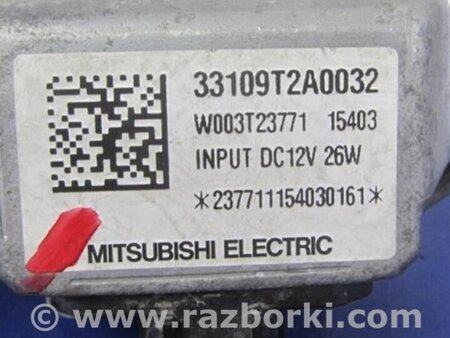 33109T2A0032
W003T23771 15403
INPUT DC12V 26W
*237711154030161*
MITSUBISHI ELECTRIC
www.razborki.com